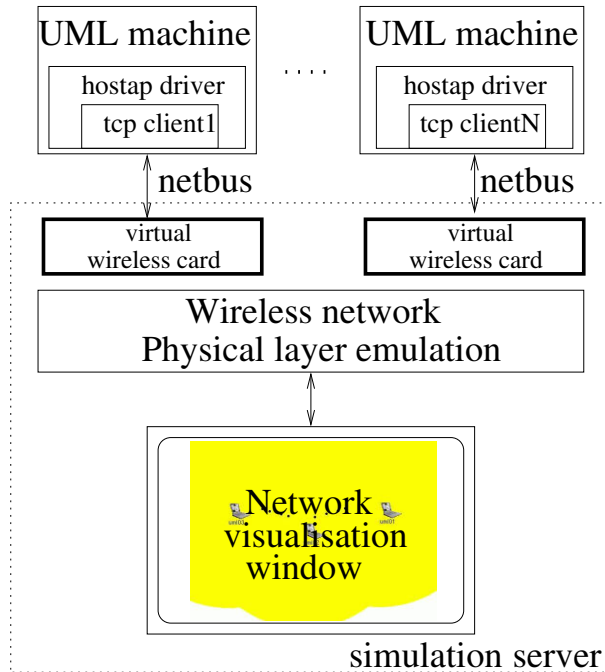 UML machine
hostap driver
tcp client1
. . . .
UML machine
hostap driver
tcp clientN
netbus
netbus
virtual
wireless card
virtual
wireless card
Wireless network
Physical layer emulation
Network
visualisation
window
uml01
simulation server